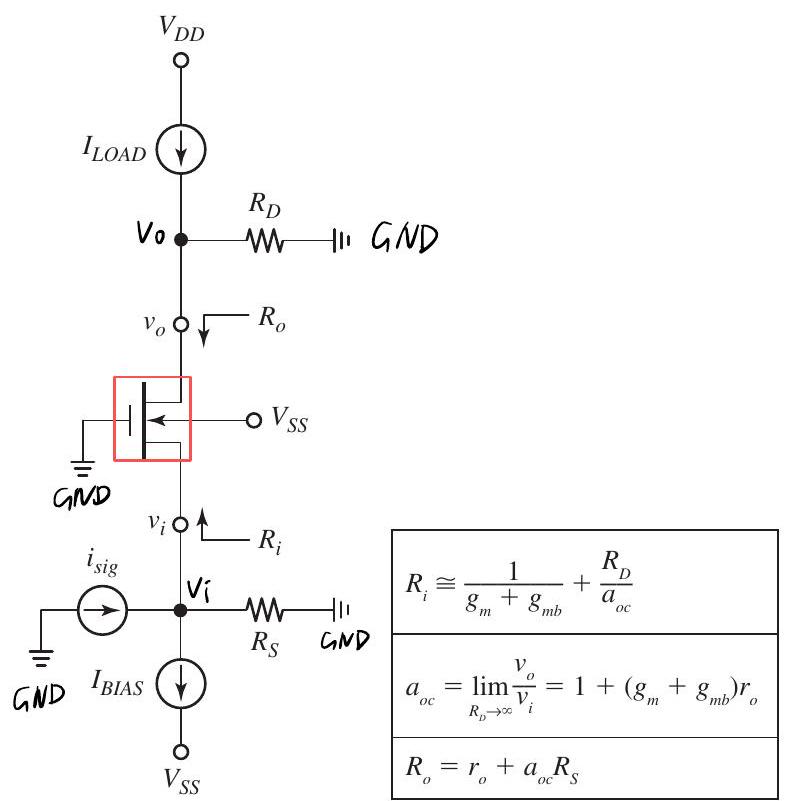 V_DD
I_LOAD
R_D
Vo
GND
v_o
R_o
V_SS
GND
v_i
R_i
i_sig
Vi
R_S
GND
GND
I_BIAS
V_SS
R_i ≅ 1/(g_m + g_mb) + R_D/a_oc
a_oc = lim_{R_D→∞} v_o/v_i = 1 + (g_m + g_mb)r_o
R_o = r_o + a_oc R_S